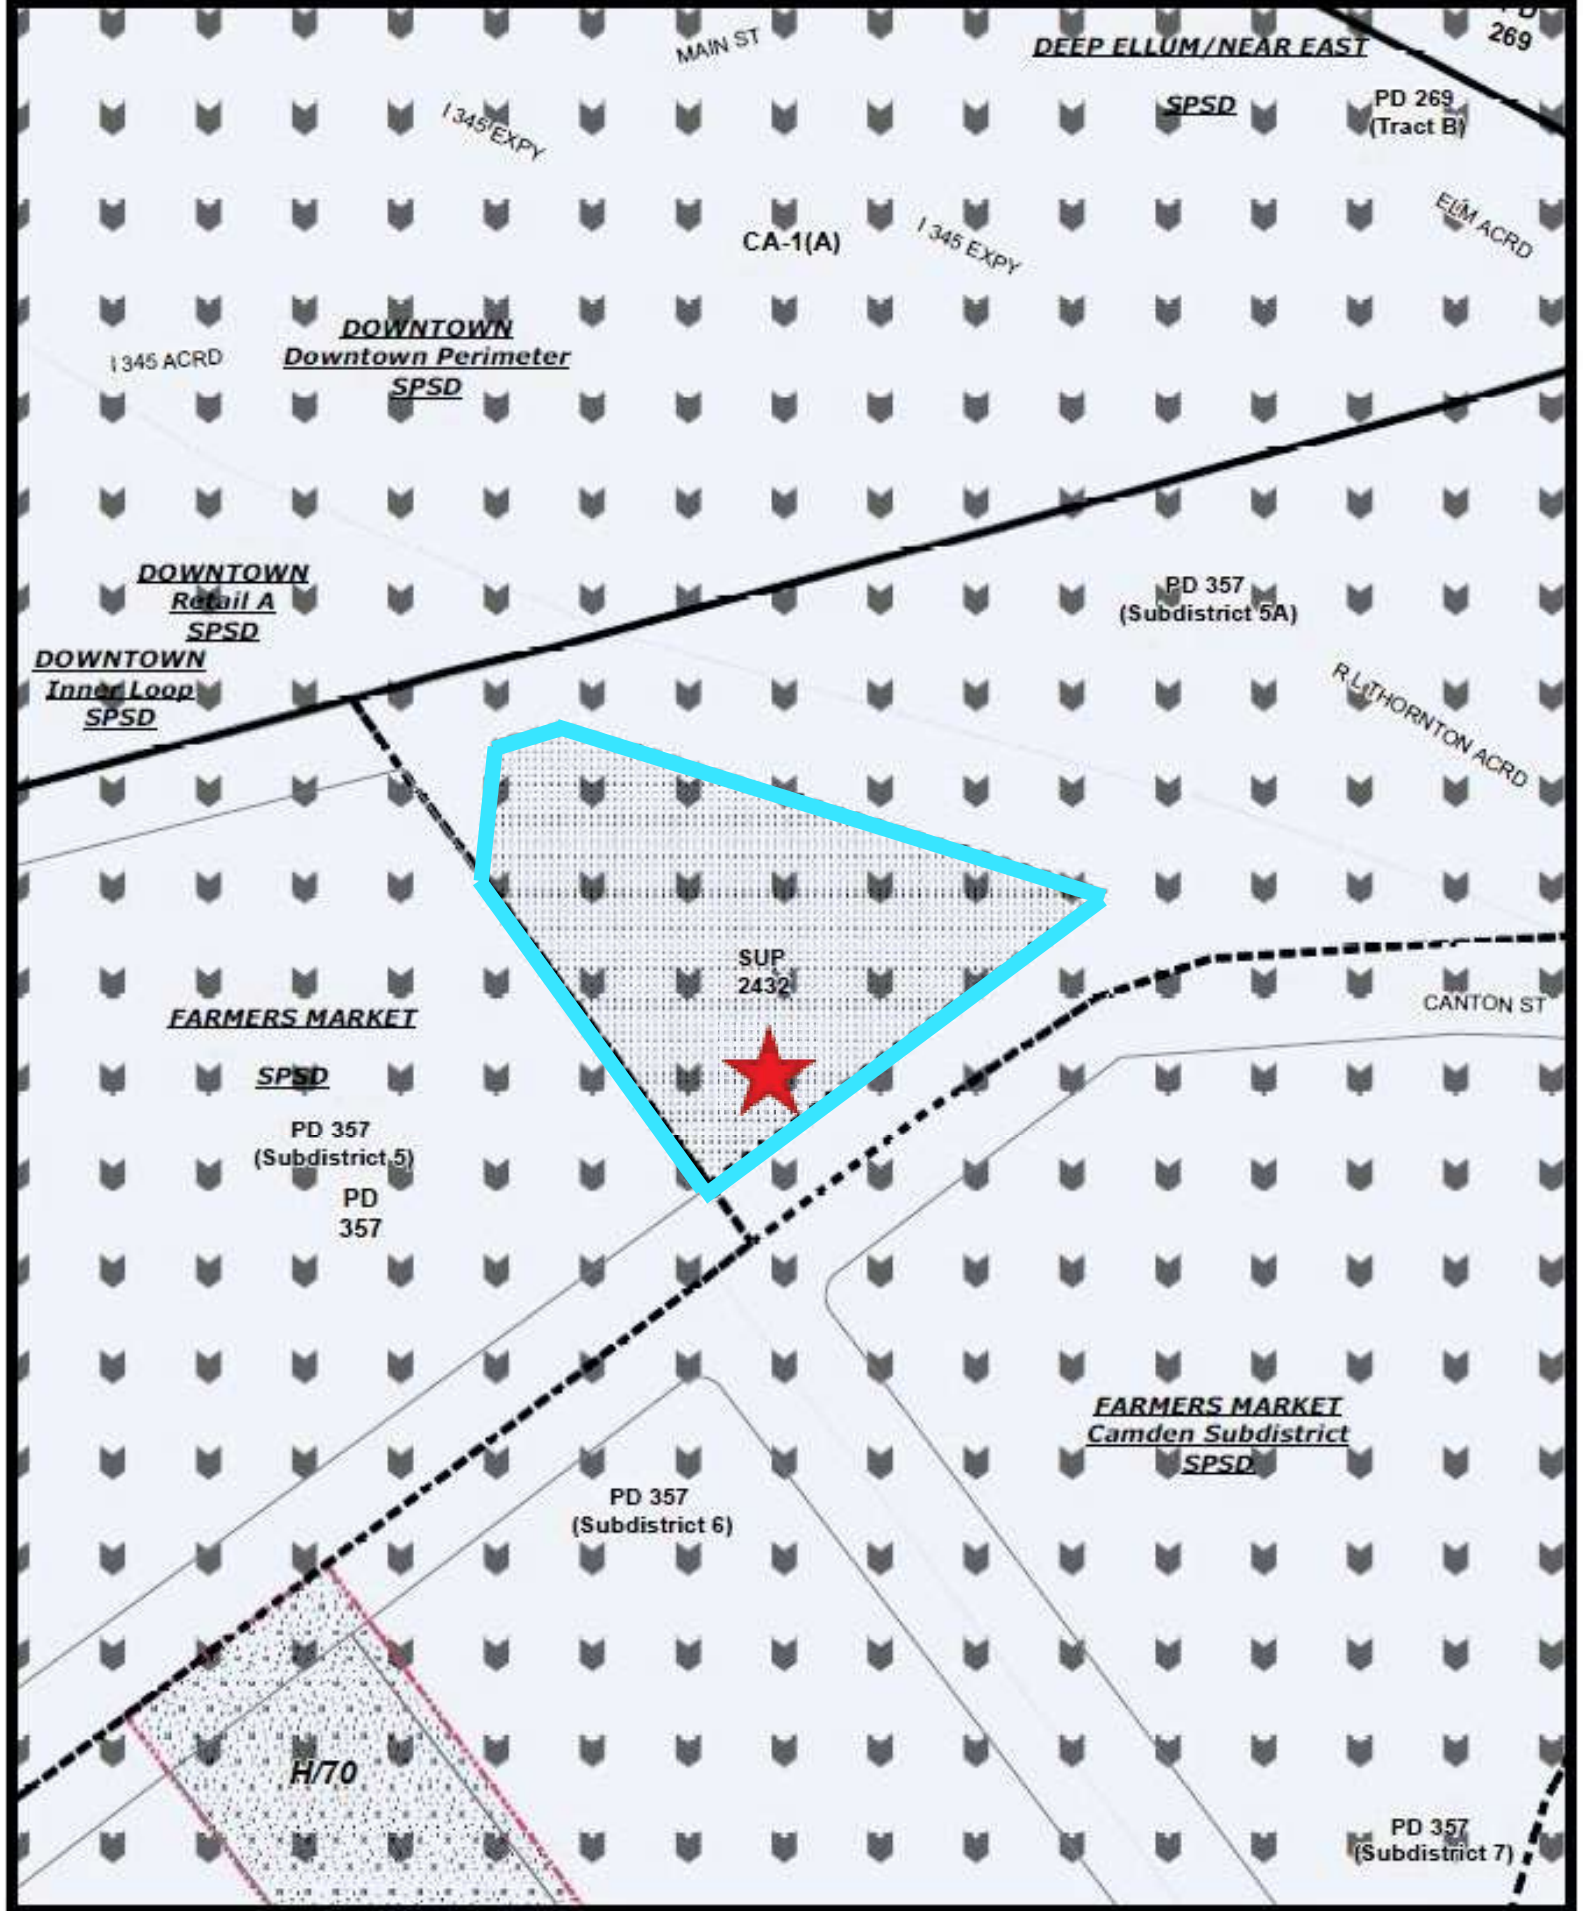 MAIN ST
DEEP ELLUM/NEAR EAST
SPSD
PD
269
PD 269
(Tract B)
I 345 EXPY
ELM ACRD
CA-1(A)
I 345 EXPY
DOWNTOWN
Downtown Perimeter
SPSD
I 345 ACRD
DOWNTOWN
Retail A
SPSD
PD 357
(Subdistrict 5A)
DOWNTOWN
Inner Loop
SPSD
R L THORNTON ACRD
SUP
2432
CANTON ST
FARMERS MARKET
SPSD
PD 357
(Subdistrict 5)
PD
357
FARMERS MARKET
Camden Subdistrict
SPSD
PD 357
(Subdistrict 6)
H/70
PD 357
(Subdistrict 7)